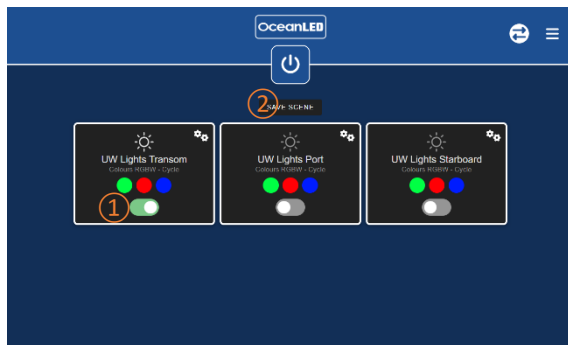 OceanLED
2 SAVE SCENE
UW Lights Transom
Colours RGBW - Cycle
1
UW Lights Port
Colours RGBW - Cycle
UW Lights Starboard
Colours RGBW - Cycle